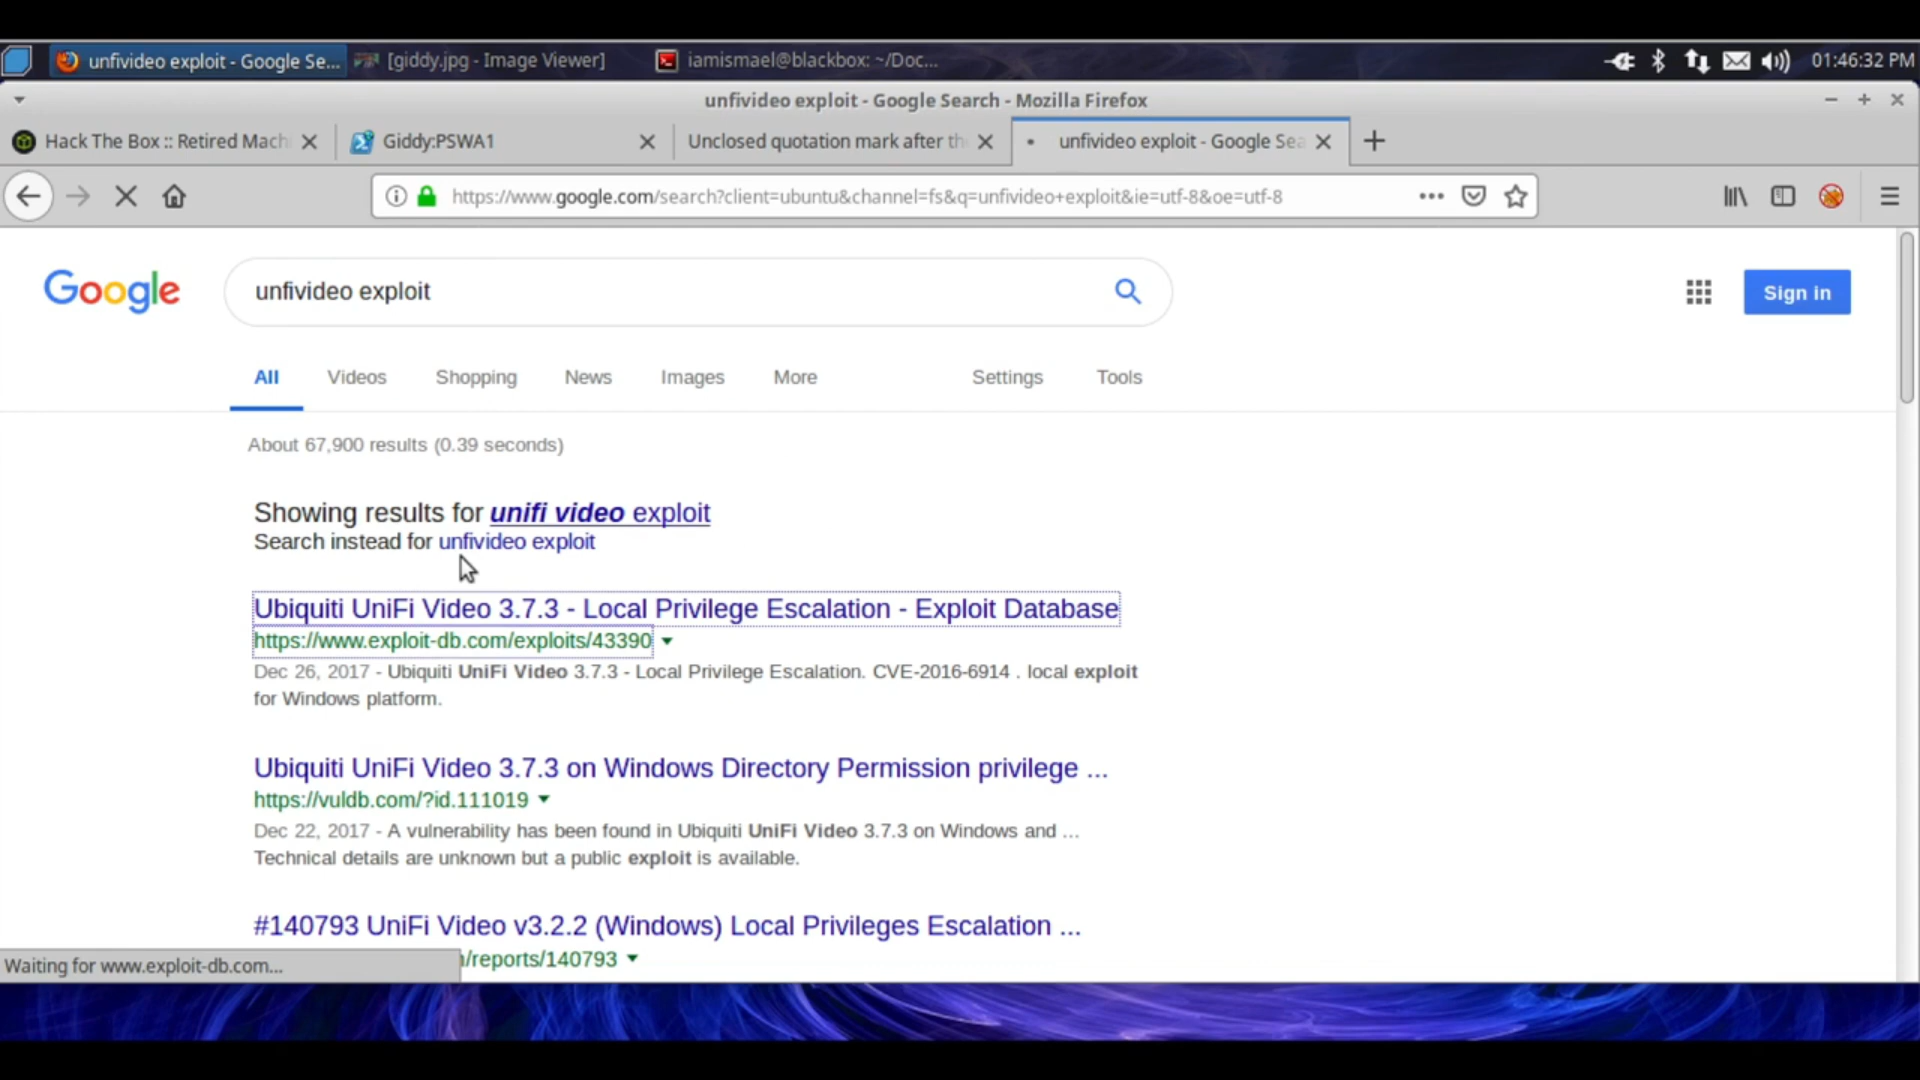 unfivideo exploit - Google Se... [giddy.jpg - Image Viewer] iamismael@blackbox: ~/Doc... 01:46:32 PM
unfivideo exploit - Google Search - Mozilla Firefox
Hack The Box :: Retired Mach Giddy:PSWA1 Unclosed quotation mark after th unfivideo exploit - Google Sea
https://www.google.com/search?client=ubuntu&channel=fs&q=unfivideo+exploit&ie=utf-8&oe=utf-8
Google unfivideo exploit Sign in
All Videos Shopping News Images More Settings Tools
About 67,900 results (0.39 seconds)
Showing results for unifi video exploit
Search instead for unfivideo exploit
Ubiquiti UniFi Video 3.7.3 - Local Privilege Escalation - Exploit Database
https://www.exploit-db.com/exploits/43390
Dec 26, 2017 - Ubiquiti UniFi Video 3.7.3 - Local Privilege Escalation. CVE-2016-6914 . local exploit
for Windows platform.
Ubiquiti UniFi Video 3.7.3 on Windows Directory Permission privilege ...
https://vuldb.com/?id.111019
Dec 22, 2017 - A vulnerability has been found in Ubiquiti UniFi Video 3.7.3 on Windows and ...
Technical details are unknown but a public exploit is available.
#140793 UniFi Video v3.2.2 (Windows) Local Privileges Escalation ...
/reports/140793
Waiting for www.exploit-db.com...